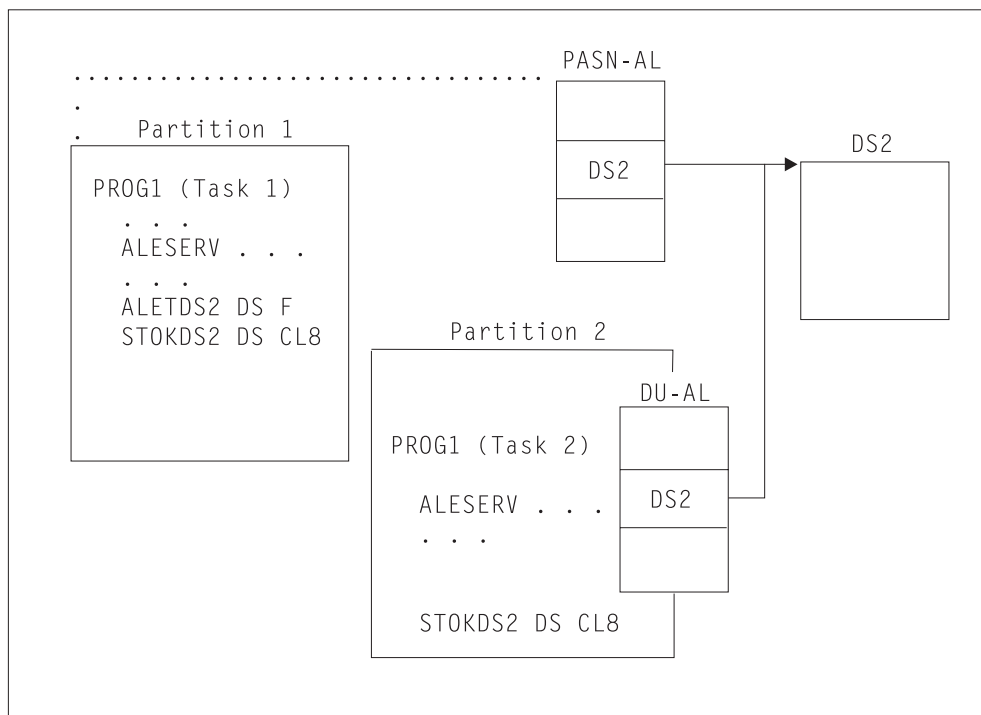 PASN-AL
Partition 1
DS2
DS2
PROG1 (Task 1)
. . .
ALESERV . . .
. . .
ALETDS2 DS F
STOKDS2 DS CL8
Partition 2
DU-AL
PROG1 (Task 2)
DS2
ALESERV . . .
. . .
STOKDS2 DS CL8